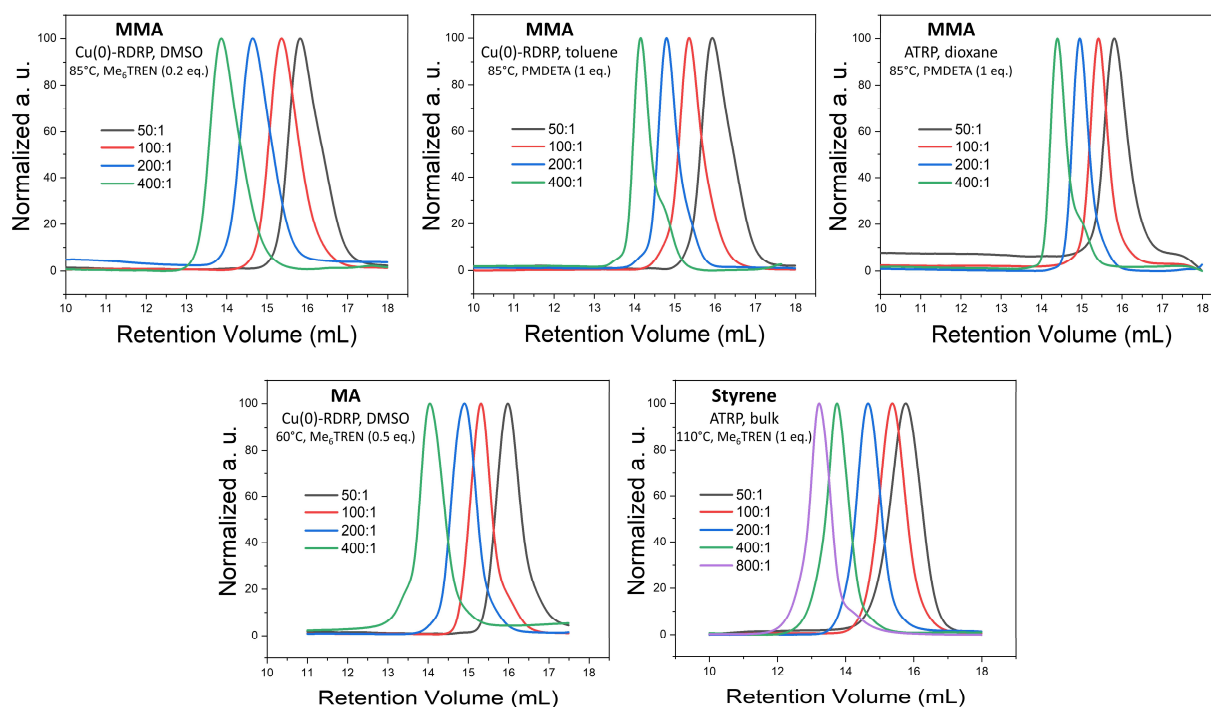 MMA
Cu(0)-RDRP, DMSO
85°C, Me6TREN (0.2 eq.)
Normalized a. u.
100
80
60
40
20
0
50:1
100:1
200:1
400:1
10 11 12 13 14 15 16 17 18
Retention Volume (mL)
MMA
Cu(0)-RDRP, toluene
85°C, PMDETA (1 eq.)
Normalized a. u.
100
80
60
40
20
0
50:1
100:1
200:1
400:1
10 11 12 13 14 15 16 17 18
Retention Volume (mL)
MMA
ATRP, dioxane
85°C, PMDETA (1 eq.)
Normalized a. u.
100
80
60
40
20
0
50:1
100:1
200:1
400:1
10 11 12 13 14 15 16 17 18
Retention Volume (mL)
MA
Cu(0)-RDRP, DMSO
60°C, Me6TREN (0.5 eq.)
Normalized a. u.
100
80
60
40
20
0
50:1
100:1
200:1
400:1
10 11 12 13 14 15 16 17 18
Retention Volume (mL)
Styrene
ATRP, bulk
110°C, Me6TREN (1 eq.)
Normalized a. u.
100
80
60
40
20
0
50:1
100:1
200:1
400:1
800:1
10 12 14 16 18
Retention Volume (mL)